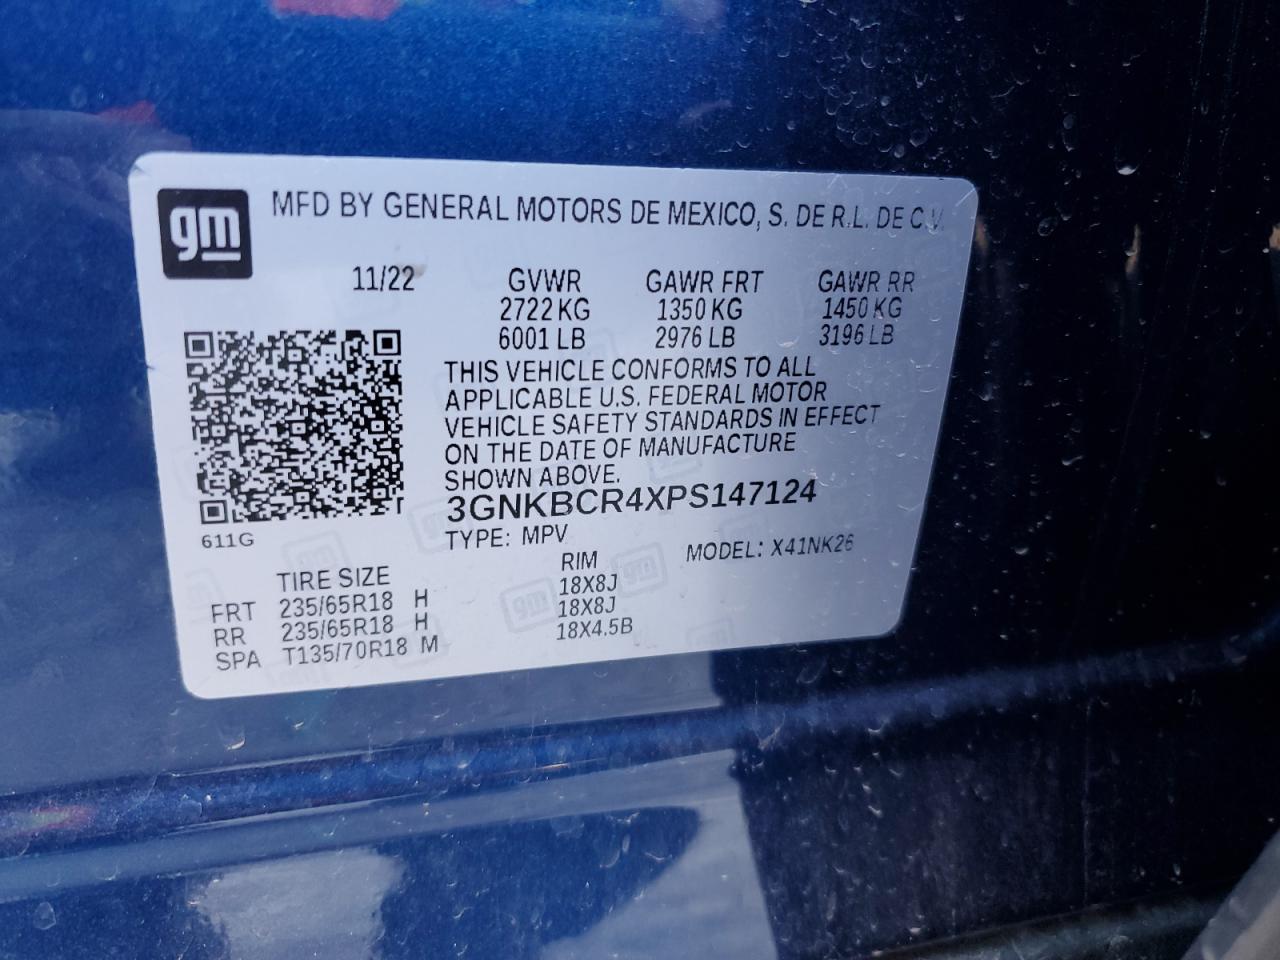 gm MFD BY GENERAL MOTORS DE MEXICO, S. DE R.L. DE C.V.
11/22 GVWR GAWR FRT GAWR RR
2722 KG 1350 KG 1450 KG
6001 LB 2976 LB 3196 LB
THIS VEHICLE CONFORMS TO ALL
APPLICABLE U.S. FEDERAL MOTOR
VEHICLE SAFETY STANDARDS IN EFFECT
ON THE DATE OF MANUFACTURE
SHOWN ABOVE.
3GNKBCR4XPS147124
611G TYPE: MPV MODEL: X41NK26
TIRE SIZE RIM
FRT 235/65R18 H 18X8J
RR 235/65R18 H 18X8J
SPA T135/70R18 M 18X4.5B